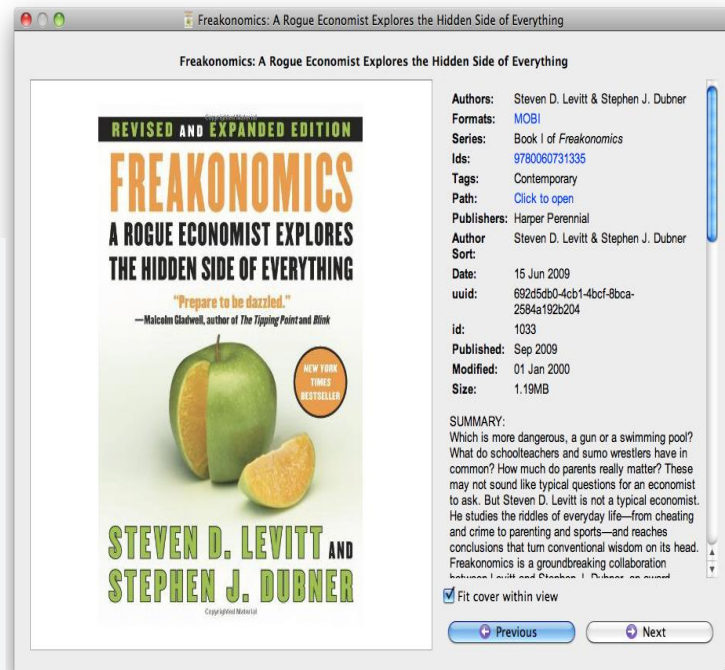 Freakonomics: A Rogue Economist Explores the Hidden Side of Everything
Freakonomics: A Rogue Economist Explores the Hidden Side of Everything
Copyrighted Material
REVISED AND EXPANDED EDITION
FREAKONOMICS
A ROGUE ECONOMIST EXPLORES
THE HIDDEN SIDE OF EVERYTHING
"Prepare to be dazzled."
—Malcolm Gladwell, author of The Tipping Point and Blink
NEW YORK
TIMES
BESTSELLER
STEVEN D. LEVITT AND
STEPHEN J. DUBNER
Copyrighted Material
Authors: Steven D. Levitt & Stephen J. Dubner
Formats: MOBI
Series: Book I of Freakonomics
Ids: 9780060731335
Tags: Contemporary
Path: Click to open
Publishers: Harper Perennial
Author Steven D. Levitt & Stephen J. Dubner
Sort:
Date: 15 Jun 2009
uuid: 692d5db0-4cb1-4bcf-8bca-
2584a192b204
id: 1033
Published: Sep 2009
Modified: 01 Jan 2000
Size: 1.19MB
SUMMARY:
Which is more dangerous, a gun or a swimming pool?
What do schoolteachers and sumo wrestlers have in
common? How much do parents really matter? These
may not sound like typical questions for an economist
to ask. But Steven D. Levitt is not a typical economist.
He studies the riddles of everyday life—from cheating
and crime to parenting and sports—and reaches
conclusions that turn conventional wisdom on its head.
Freakonomics is a groundbreaking collaboration
between Levitt and Stephen J. Dubner, an award
Fit cover within view
Previous
Next